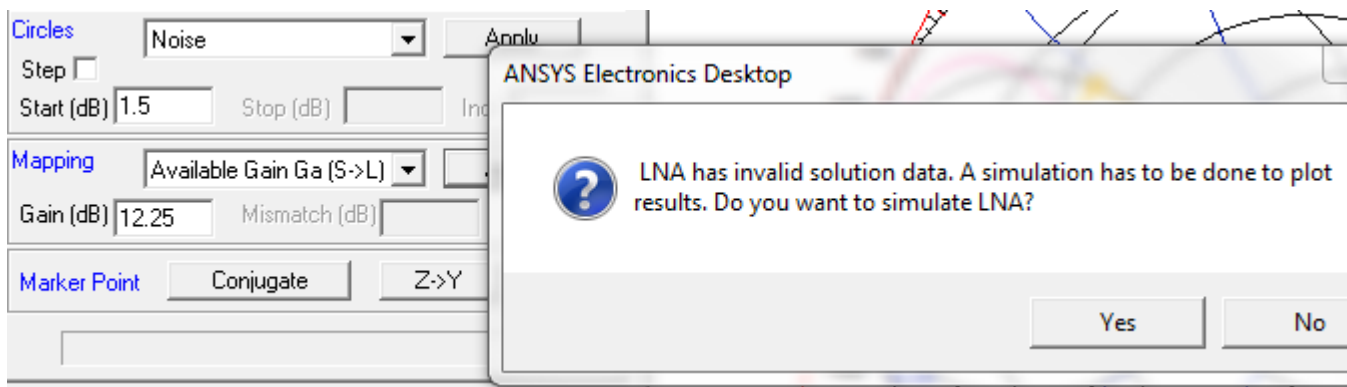 Circles
Noise
Step
Start (dB) 1.5 Stop (dB)
Mapping
Available Gain Ga (S->L)
Gain (dB) 12.25 Mismatch (dB)
Marker Point Conjugate Z->Y
ANSYS Electronics Desktop
LNA has invalid solution data. A simulation has to be done to plot
results. Do you want to simulate LNA?
Yes No